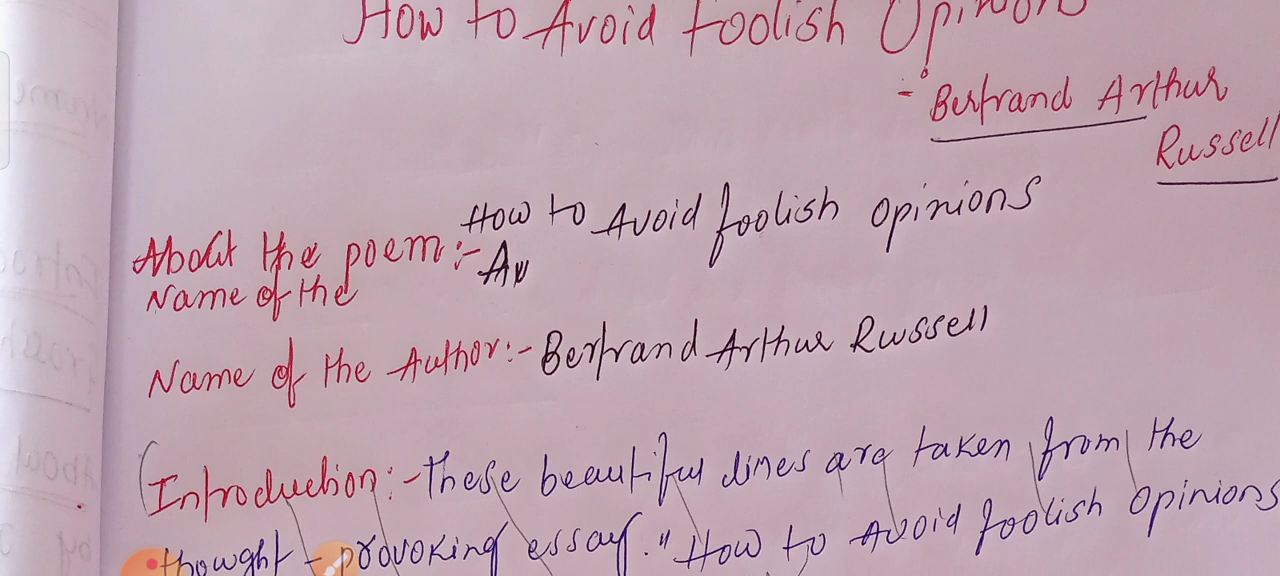 How to Avoid Foolish Opinions
- Bertrand Arthur
Russell
How to Avoid foolish opinions
About the poem :- Av
Name of the
Name of the Author:- Bertrand Arthur Russell
(Introduction:- these beautiful lines are taken from the
thought - provoking essay. "How to Avoid foolish opinions